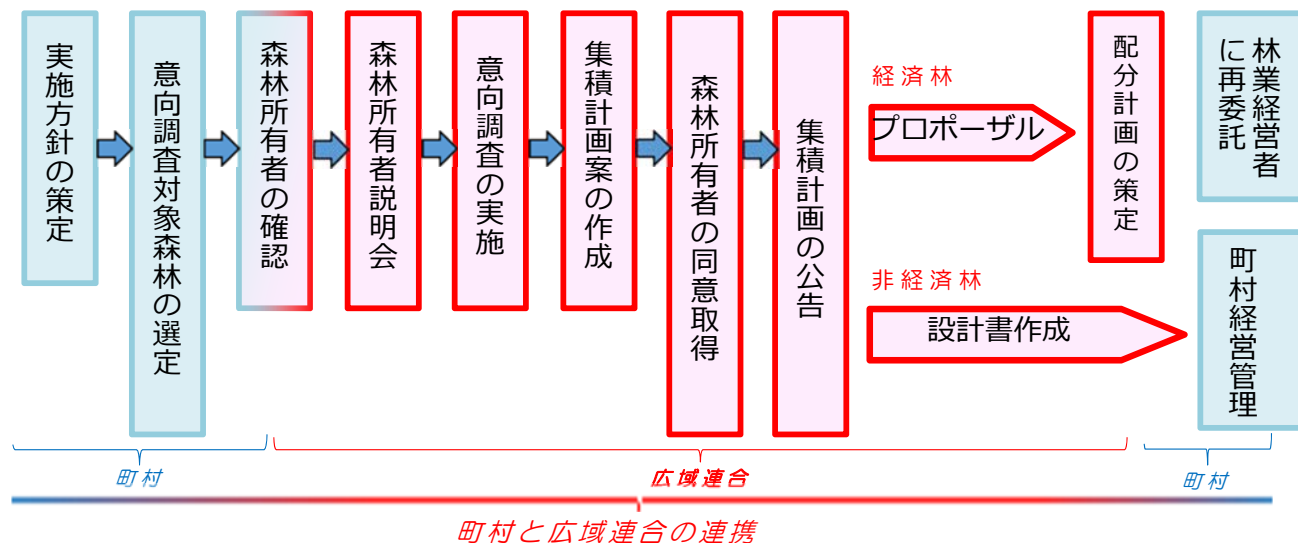 実施方針の策定
意向調査対象森林の選定
森林所有者の確認
森林所有者説明会
意向調査の実施
集積計画案の作成
森林所有者の同意取得
集積計画の公告
経済林
プロポーザル
配分計画の策定
林業経営者
に再委託
非経済林
設計書作成
町村経営管理
町村
広域連合
町村
町村と広域連合の連携